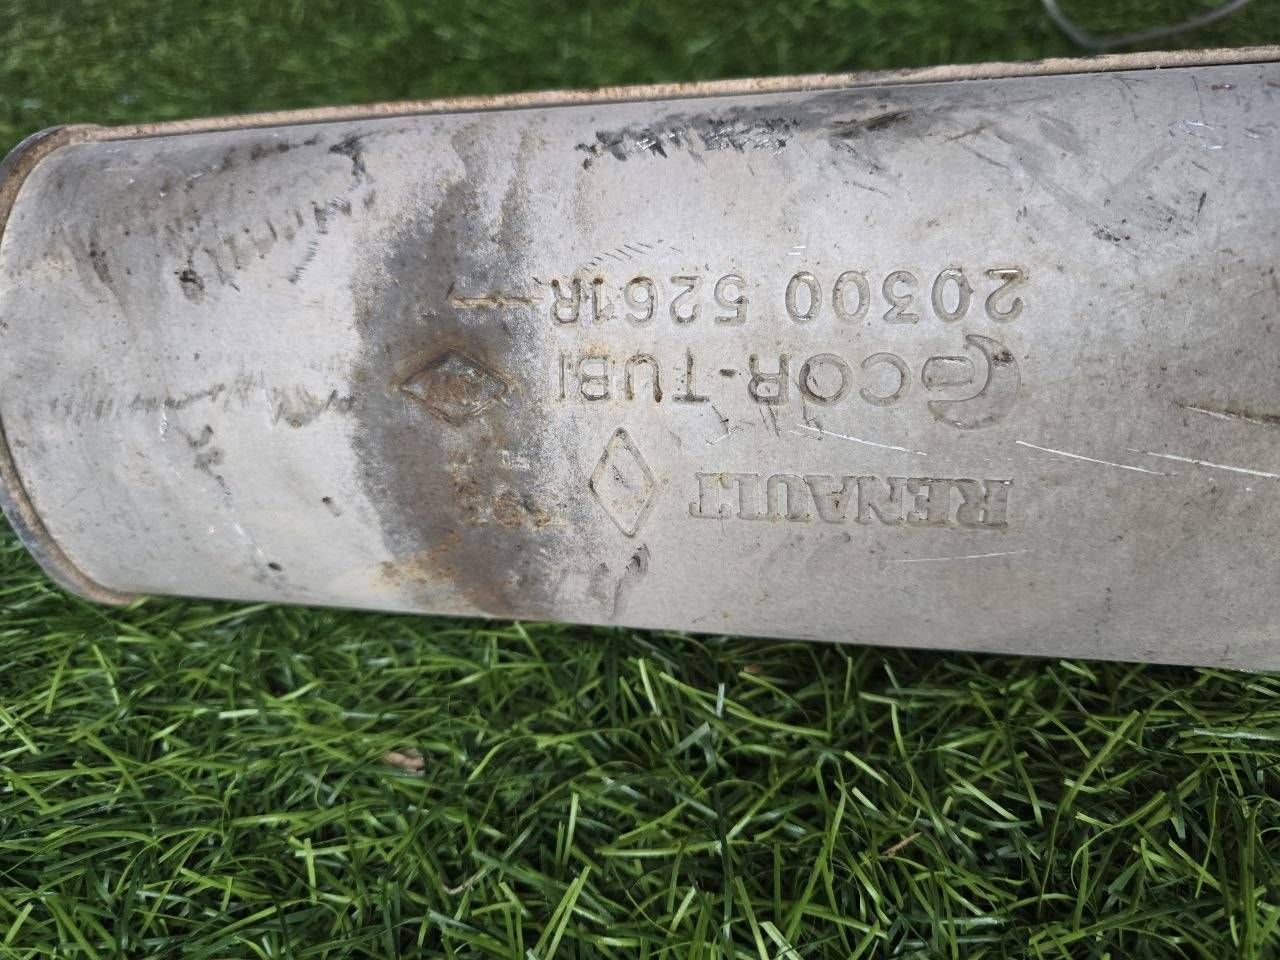 RENAULT
COR-TUBI
20300 5261R